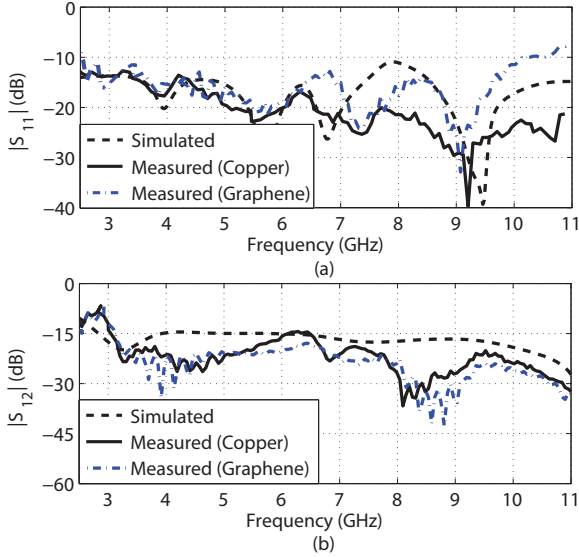 0
−10
−20
−30
−40
|S 11| (dB)
Simulated
Measured (Copper)
Measured (Graphene)
3 4 5 6 7 8 9 10 11
Frequency (GHz)
(a)
0
−15
−30
−45
−60
|S 12| (dB)
Simulated
Measured (Copper)
Measured (Graphene)
3 4 5 6 7 8 9 10 11
Frequency (GHz)
(b)